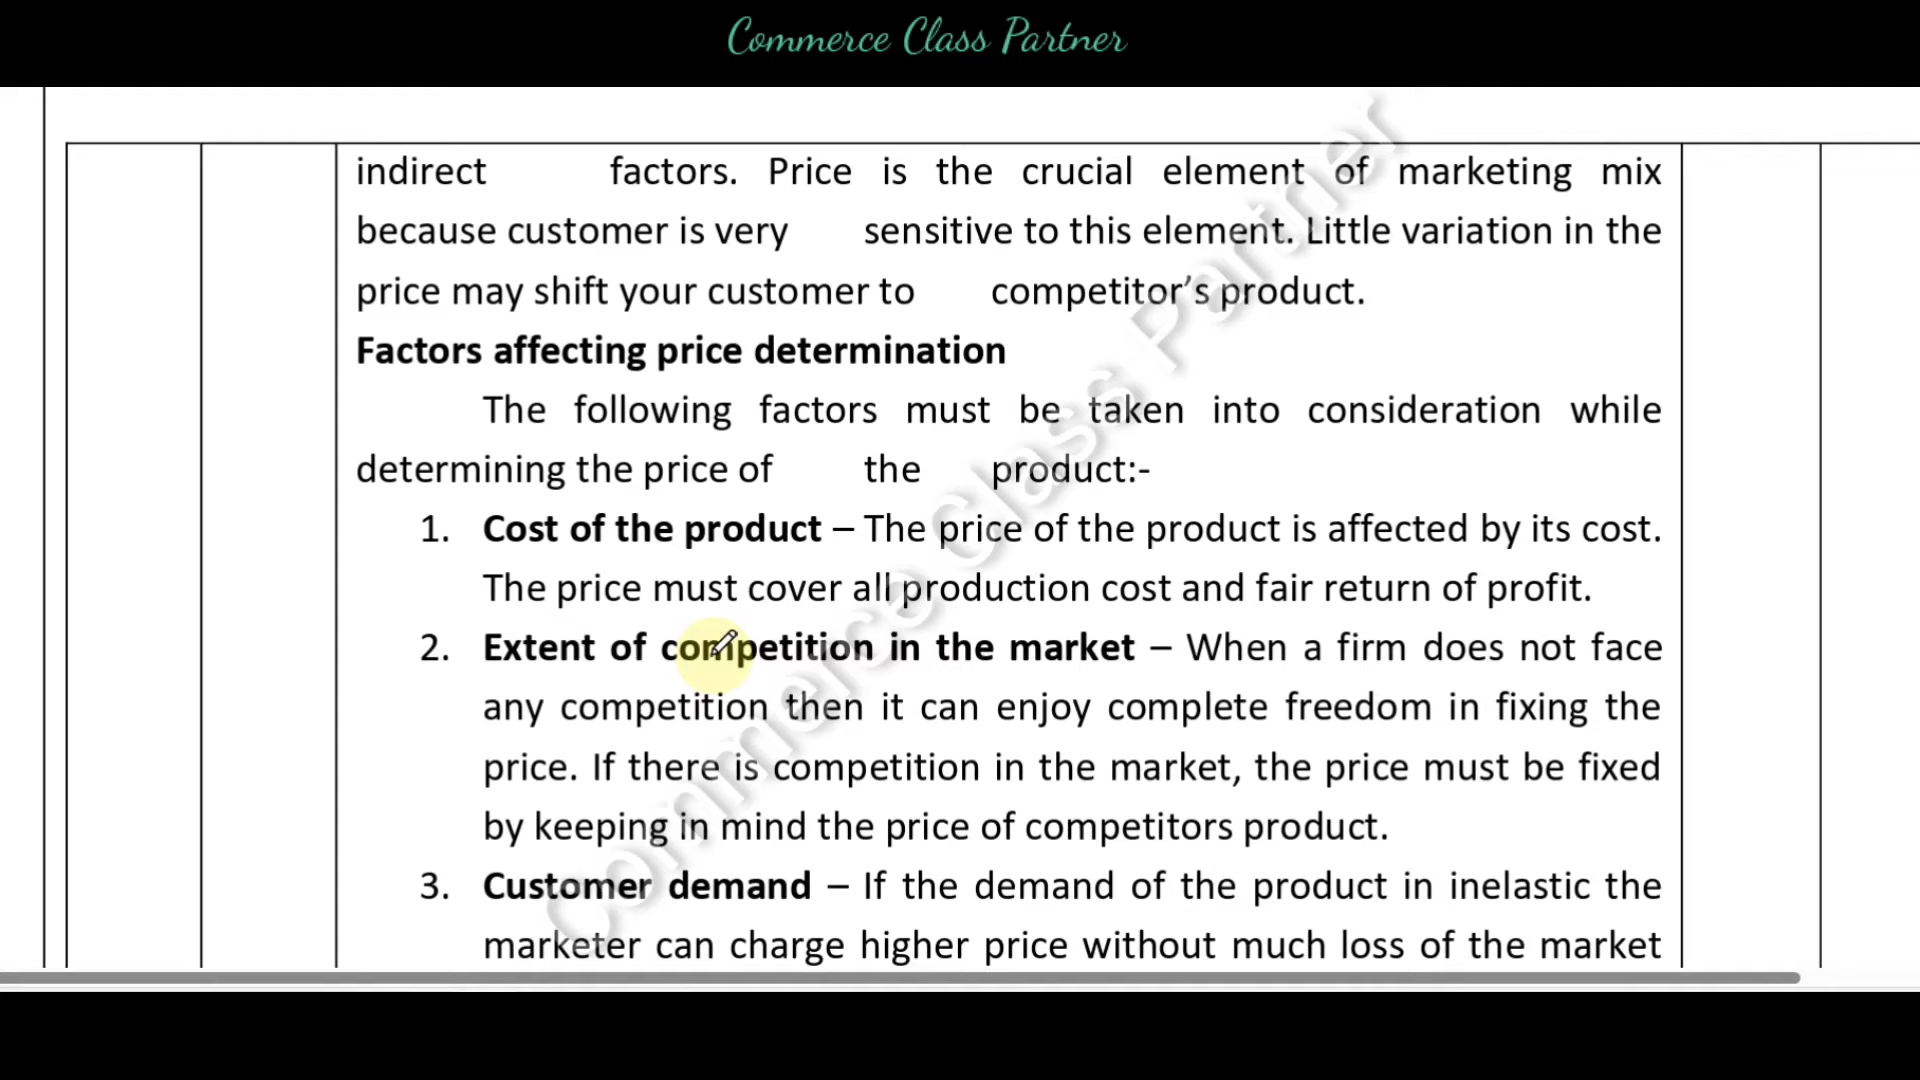 Commerce Class Partner
indirect factors. Price is the crucial element of marketing mix
because customer is very sensitive to this element. Little variation in the
price may shift your customer to competitor’s product.
Factors affecting price determination
The following factors must be taken into consideration while
determining the price of the product:-
1. Cost of the product – The price of the product is affected by its cost.
The price must cover all production cost and fair return of profit.
2. Extent of competition in the market – When a firm does not face
any competition then it can enjoy complete freedom in fixing the
price. If there is competition in the market, the price must be fixed
by keeping in mind the price of competitors product.
3. Customer demand – If the demand of the product in inelastic the
marketer can charge higher price without much loss of the market
Commerce Class Partner